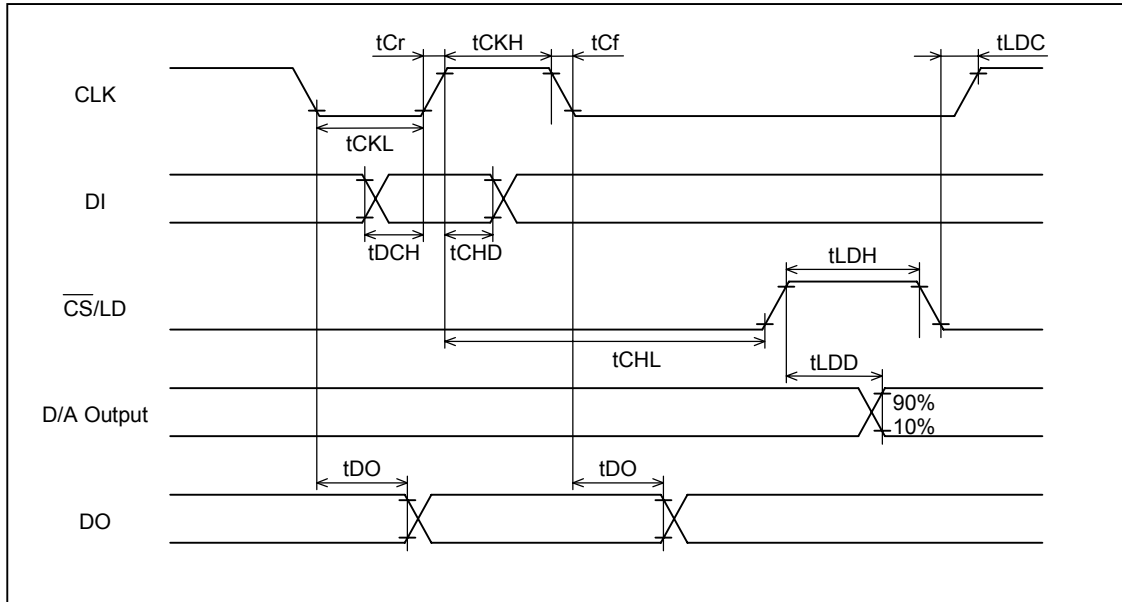 tCr tCKH tCf tLDC
CLK
tCKL
DI
tDCH tCHD
tLDH
CS/LD
tCHL
tLDD
D/A Output
90%
10%
tDO tDO
DO